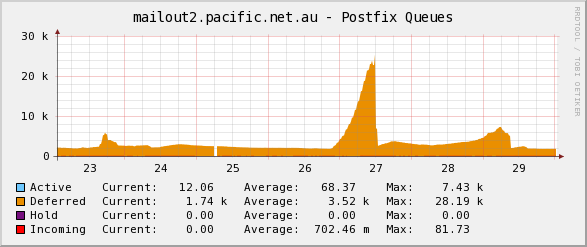 mailout2.pacific.net.au - Postfix Queues
RRDTOOL / TOBI OETIKER
30 k
20 k
10 k
0
23 24 25 26 27 28 29
Active Current: 12.06 Average: 68.37 Max: 7.43 k
Deferred Current: 1.74 k Average: 3.52 k Max: 28.19 k
Hold Current: 0.00 Average: 0.00 Max: 0.00
Incoming Current: 0.00 Average: 702.46 m Max: 81.73